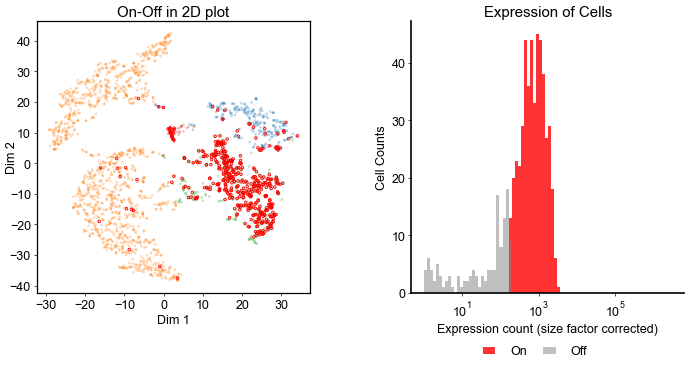 On-Off in 2D plot
Dim 2
40
30
20
10
0
−10
−20
−30
−40
−30 −20 −10 0 10 20 30
Dim 1
Expression of Cells
Cell Counts
40
30
20
10
0
10^1 10^3 10^5
Expression count (size factor corrected)
On Off